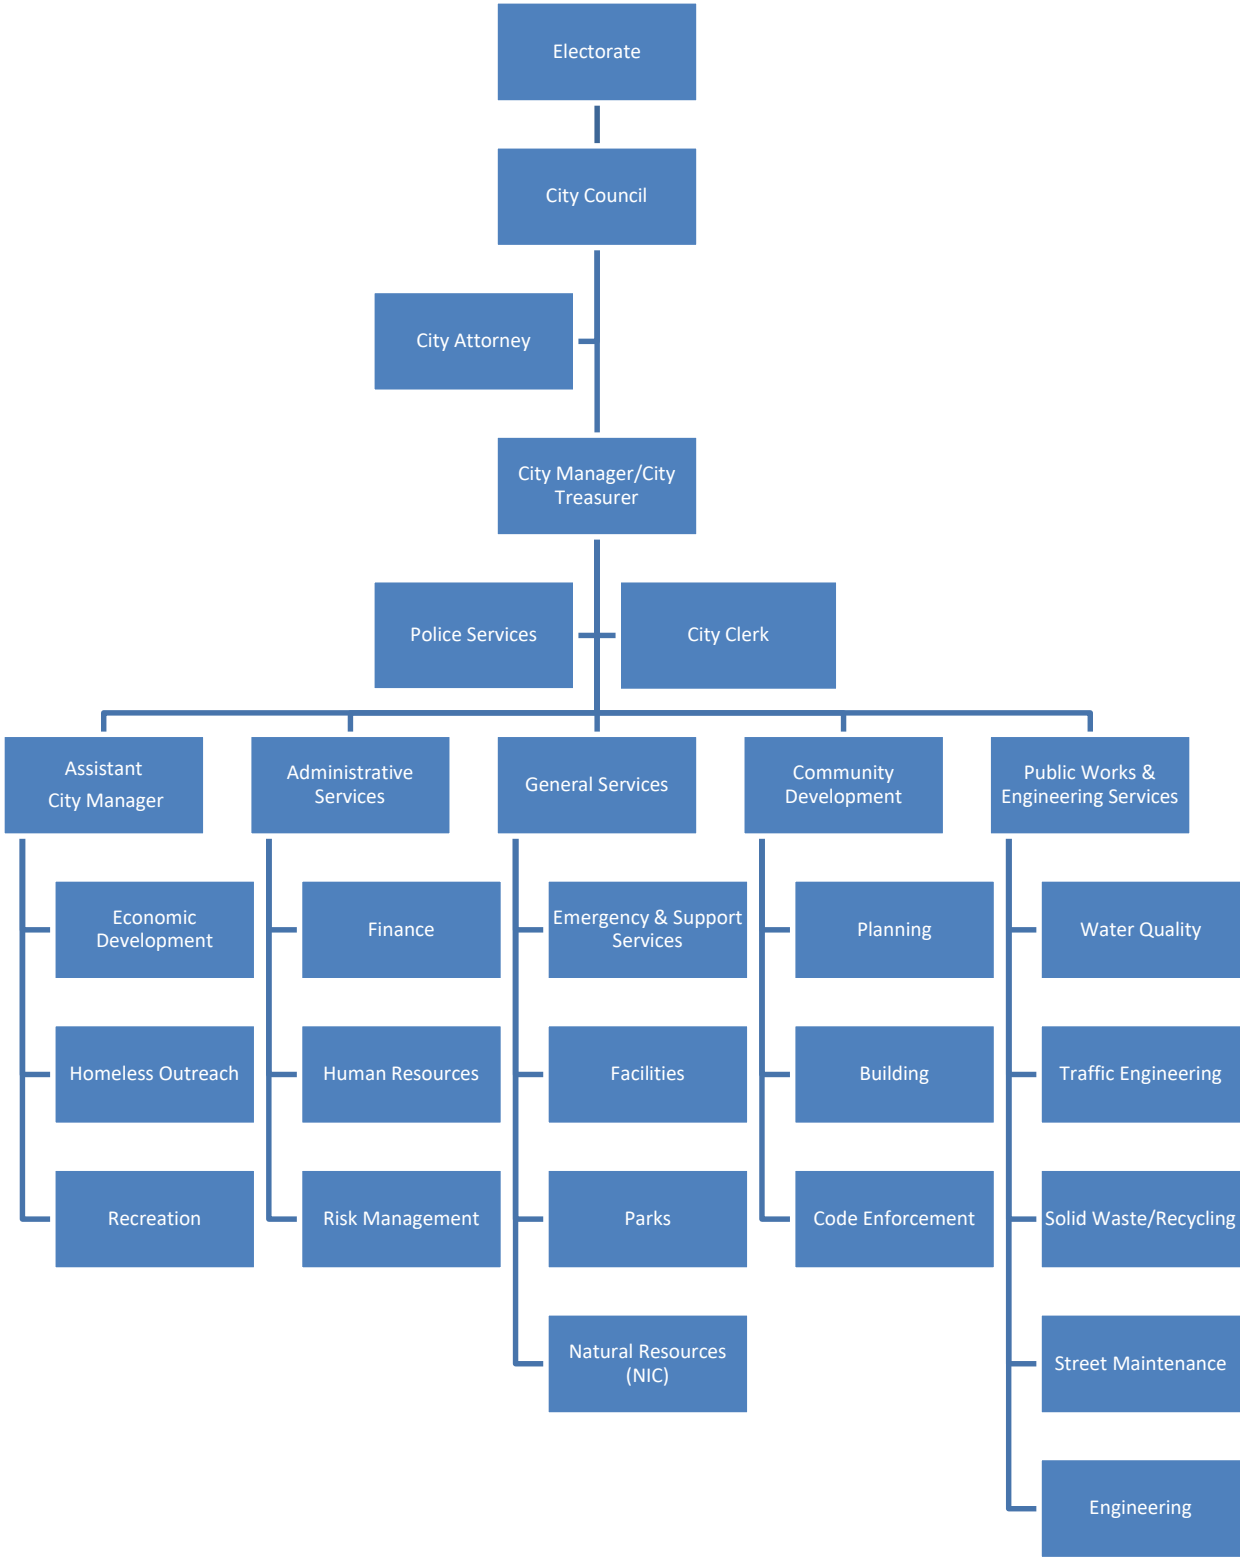 Electorate
City Council
City Attorney
City Manager/City
Treasurer
Police Services
City Clerk
Assistant
City Manager
Administrative
Services
General Services
Community
Development
Public Works &
Engineering Services
Economic
Development
Finance
Emergency & Support
Services
Planning
Water Quality
Homeless Outreach
Human Resources
Facilities
Building
Traffic Engineering
Recreation
Risk Management
Parks
Code Enforcement
Solid Waste/Recycling
Natural Resources
(NIC)
Street Maintenance
Engineering